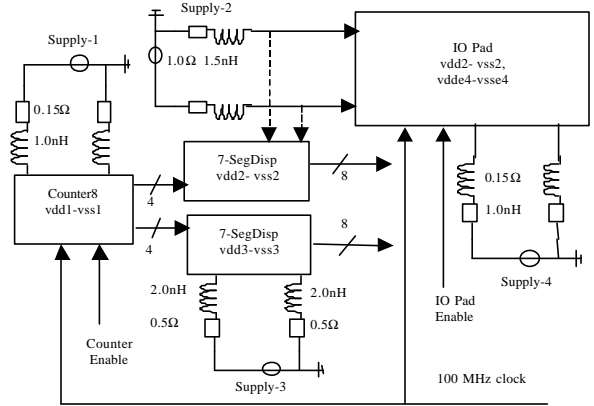 Supply-2
Supply-1
1.0Ω 1.5nH
IO Pad
vdd2- vss2,
vdde4-vsse4
0.15Ω
1.0nH
7-SegDisp
vdd2- vss2
8
Counter8
vdd1-vss1
4
0.15Ω
1.0nH
7-SegDisp
vdd3-vss3
8
4
2.0nH
0.5Ω
2.0nH
0.5Ω
Supply-4
IO Pad
Enable
Counter
Enable
Supply-3
100 MHz clock